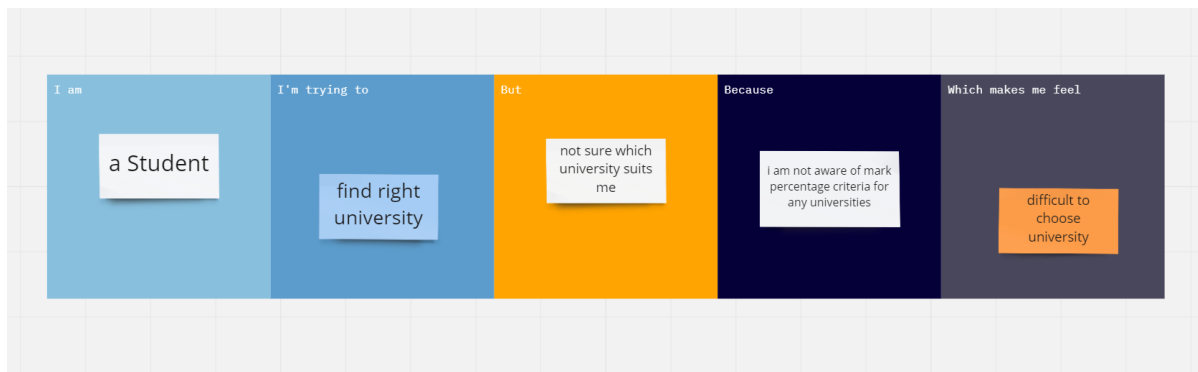 I am
a Student
I'm trying to
find right
university
But
not sure which
university suits
me
Because
i am not aware of mark
percentage criteria for
any universities
Which makes me feel
difficult to
choose
university